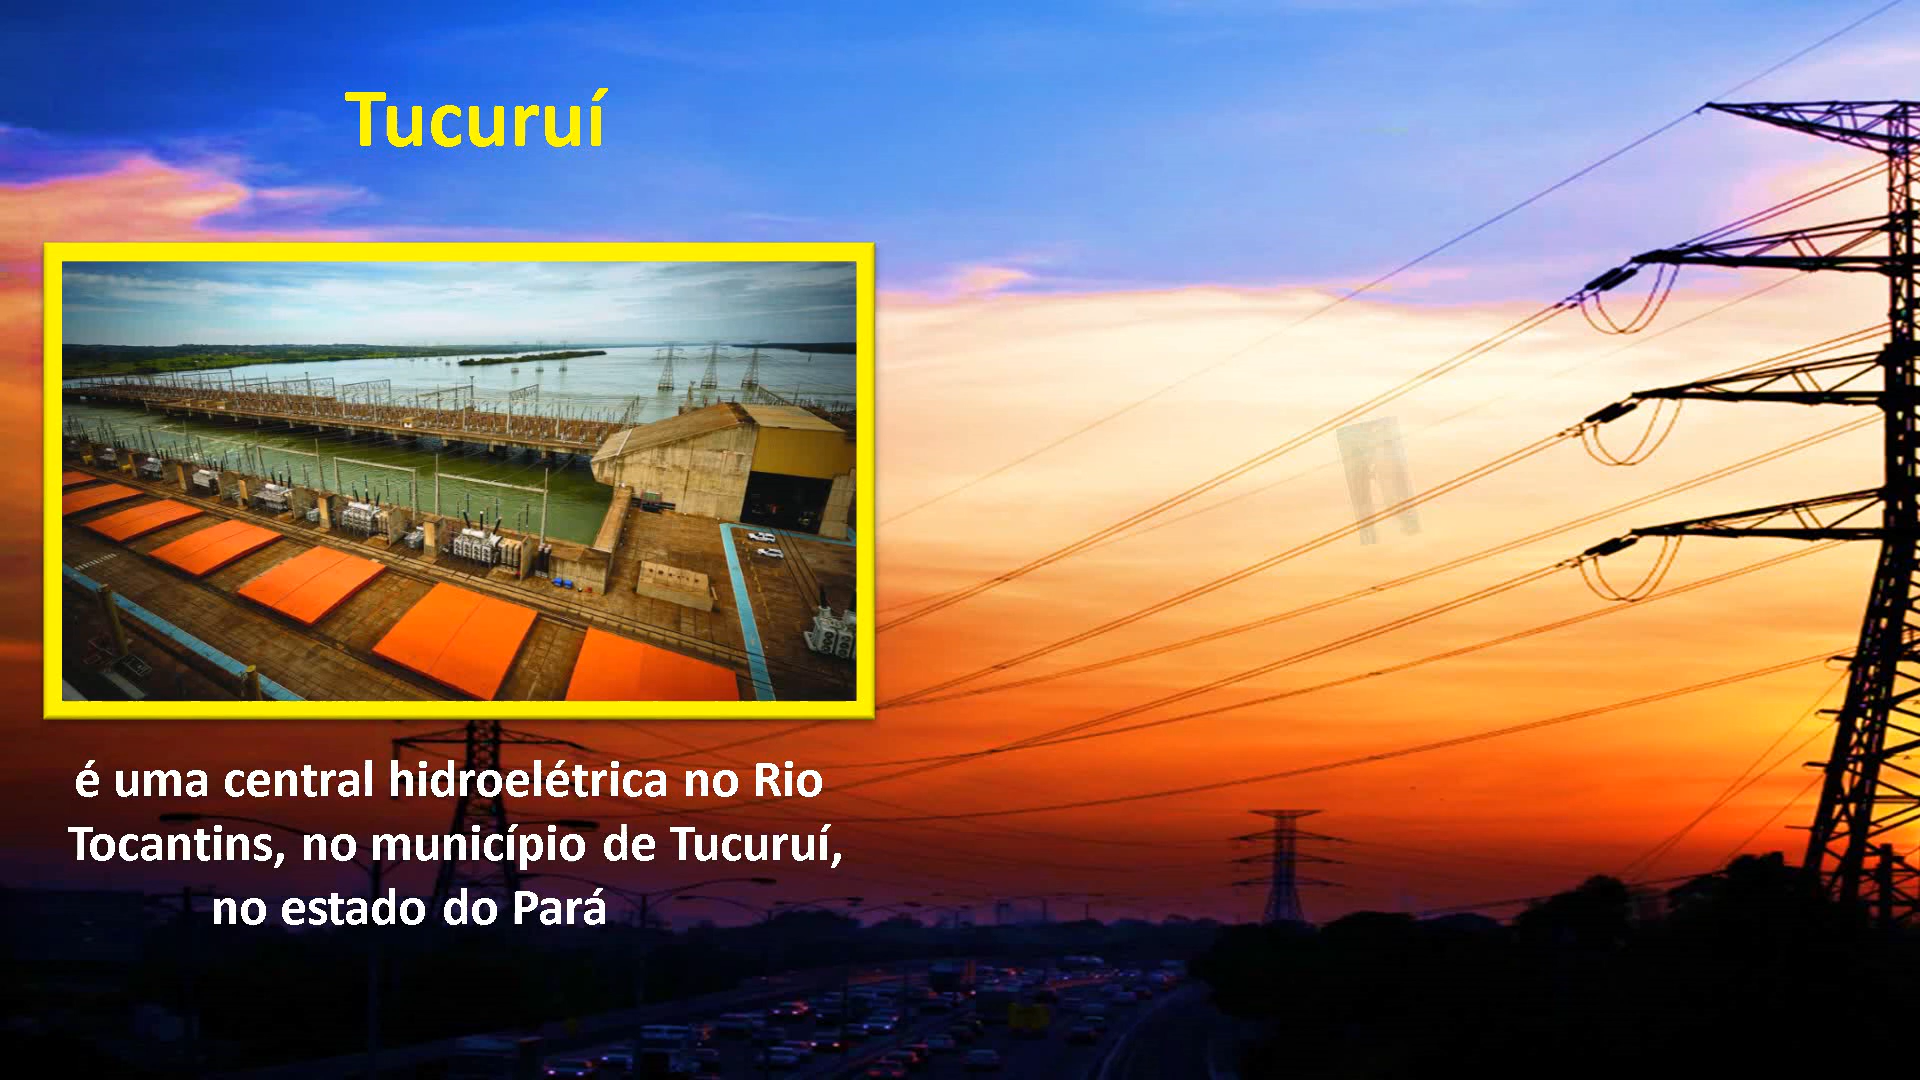 Tucuruí
é uma central hidroelétrica no Rio
Tocantins, no município de Tucuruí,
no estado do Pará